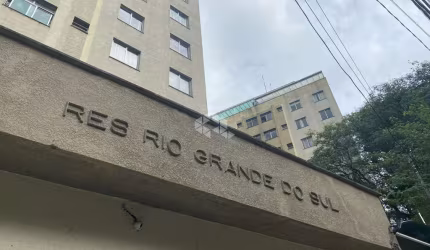 RES RIO GRANDE DO SUL